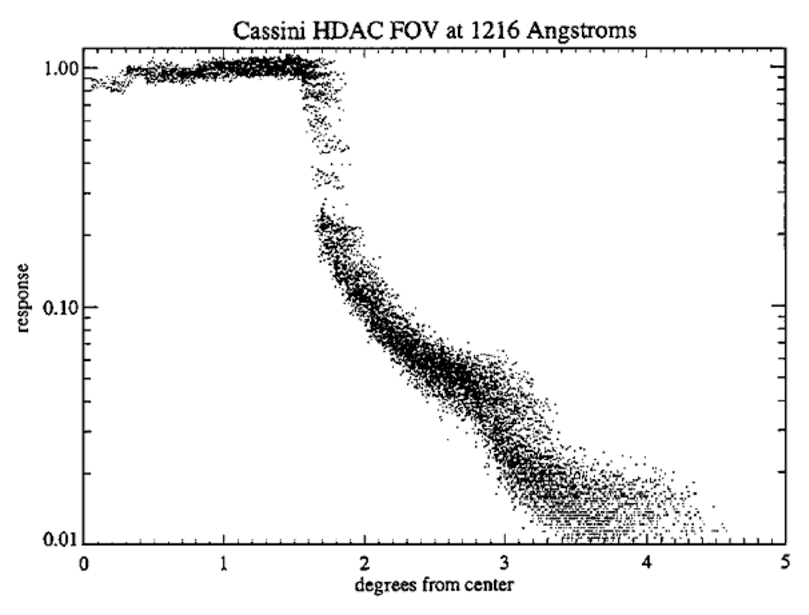 Cassini HDAC FOV at 1216 Angstroms
1.00
0.10
0.01
response
0 1 2 3 4 5
degrees from center